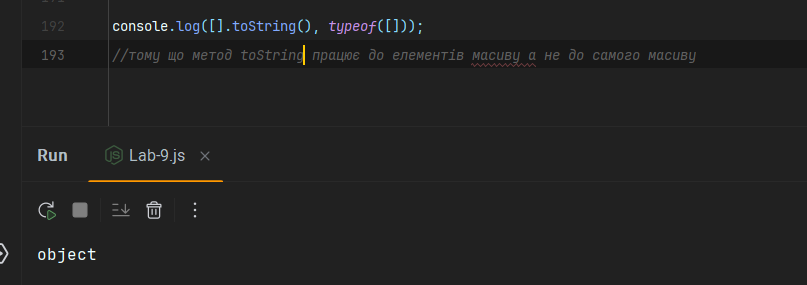 192 console.log([].toString(), typeof([]));
193 //тому що метод toString працює до елементів масиву а не до самого масиву
Run Lab-9.js
object